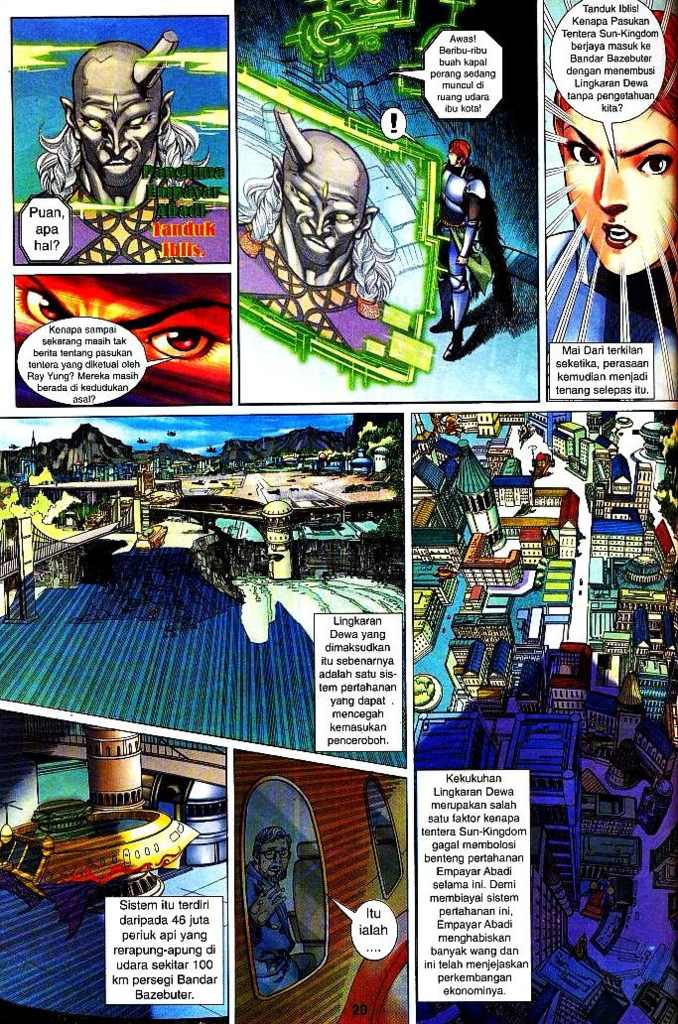 Puan,
apa
hal?
Panglima
Empayar
Abadi
Tanduk
Iblis.
Awas!
Beribu-ribu
buah kapal
perang sedang
muncul di
ruang udara
ibu kota!
!
Tanduk Iblis!
Kenapa Pasukan
Tentera Sun-Kingdom
berjaya masuk ke
Bandar Bazebuter
dengan menembusi
Lingkaran Dewa
tanpa pengetahuan
kita?
Kenapa sampai
sekarang masih tak
berita tentang pasukan
tentera yang diketuai oleh
Ray Yung? Mereka masih
berada di kedudukan
asal?
Mai Dari terkilan
seketika, perasaan
kemudian menjadi
tenang selepas itu.
Lingkaran
Dewa yang
dimaksudkan
itu sebenarnya
adalah satu sis-
tem pertahanan
yang dapat
mencegah
kemasukan
penceroboh.
Sistem itu terdiri
daripada 46 juta
periuk api yang
rerapung-apung di
udara sekitar 100
km persegi Bandar
Bazebuter.
Itu
ialah
....
Kekukuhan
Lingkaran Dewa
merupakan salah
satu faktor kenapa
tentera Sun-Kingdom
gagal membolosi
benteng pertahanan
Empayar Abadi
selama ini. Demi
membiayai sistem
pertahanan ini,
Empayar Abadi
menghabiskan
banyak wang dan
ini telah menjejaskan
perkembangan
ekonominya.
20